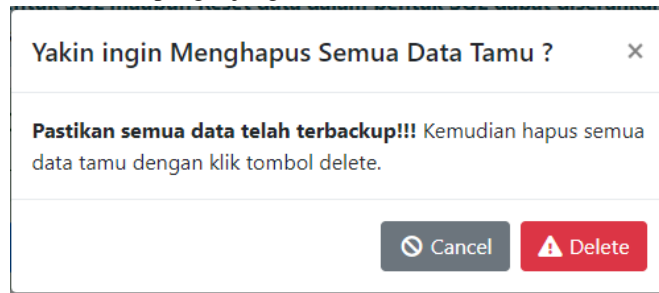 Yakin ingin Menghapus Semua Data Tamu ?
Pastikan semua data telah terbackup!!! Kemudian hapus semua
data tamu dengan klik tombol delete.
Cancel
Delete